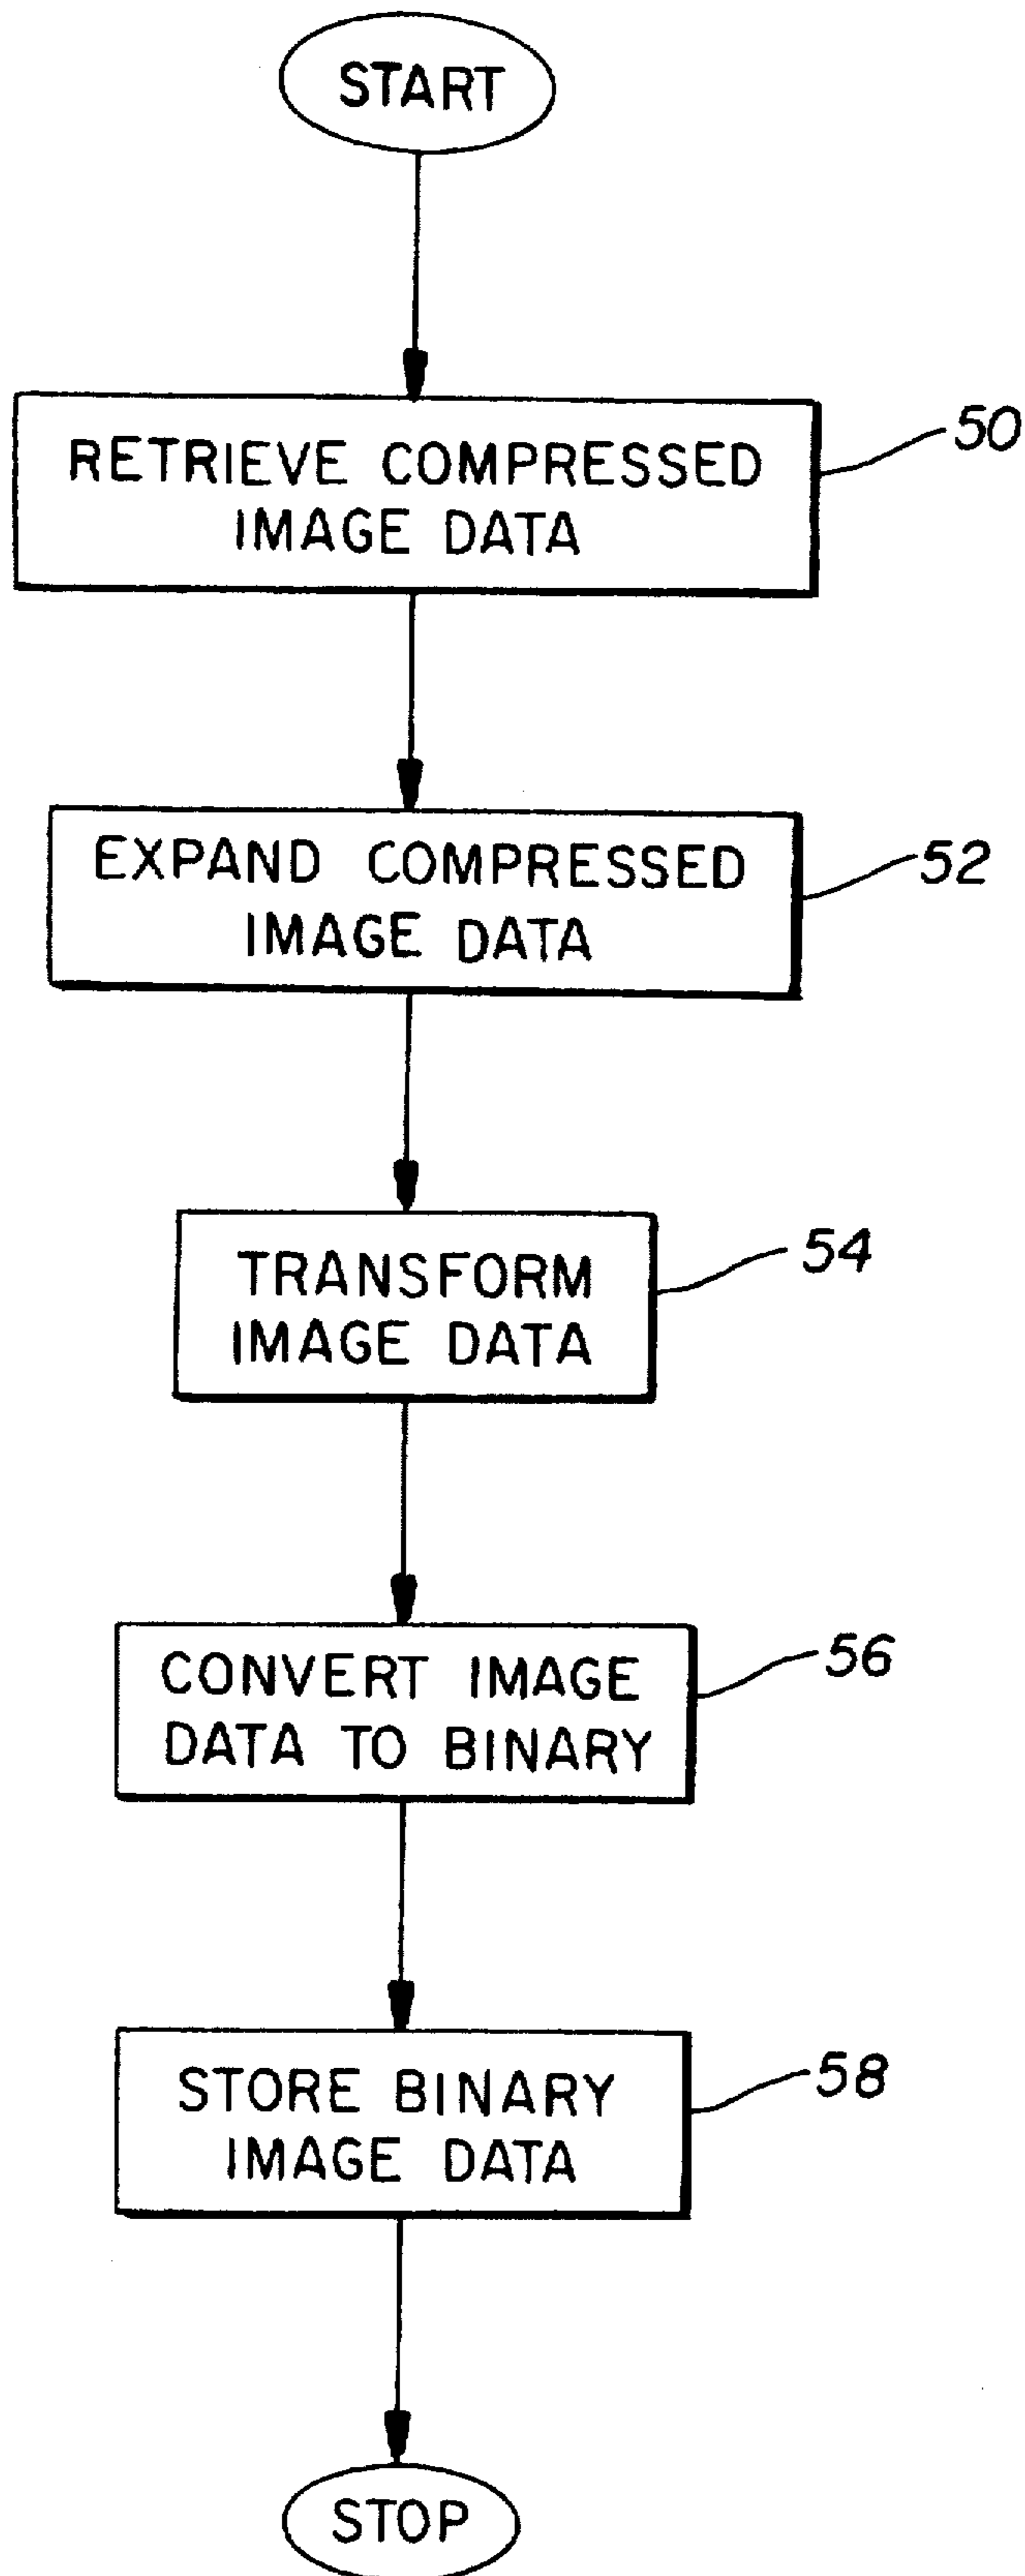 START
RETRIEVE COMPRESSED
IMAGE DATA
50
EXPAND COMPRESSED
IMAGE DATA
52
TRANSFORM
IMAGE DATA
54
CONVERT IMAGE
DATA TO BINARY
56
STORE BINARY
IMAGE DATA
58
STOP